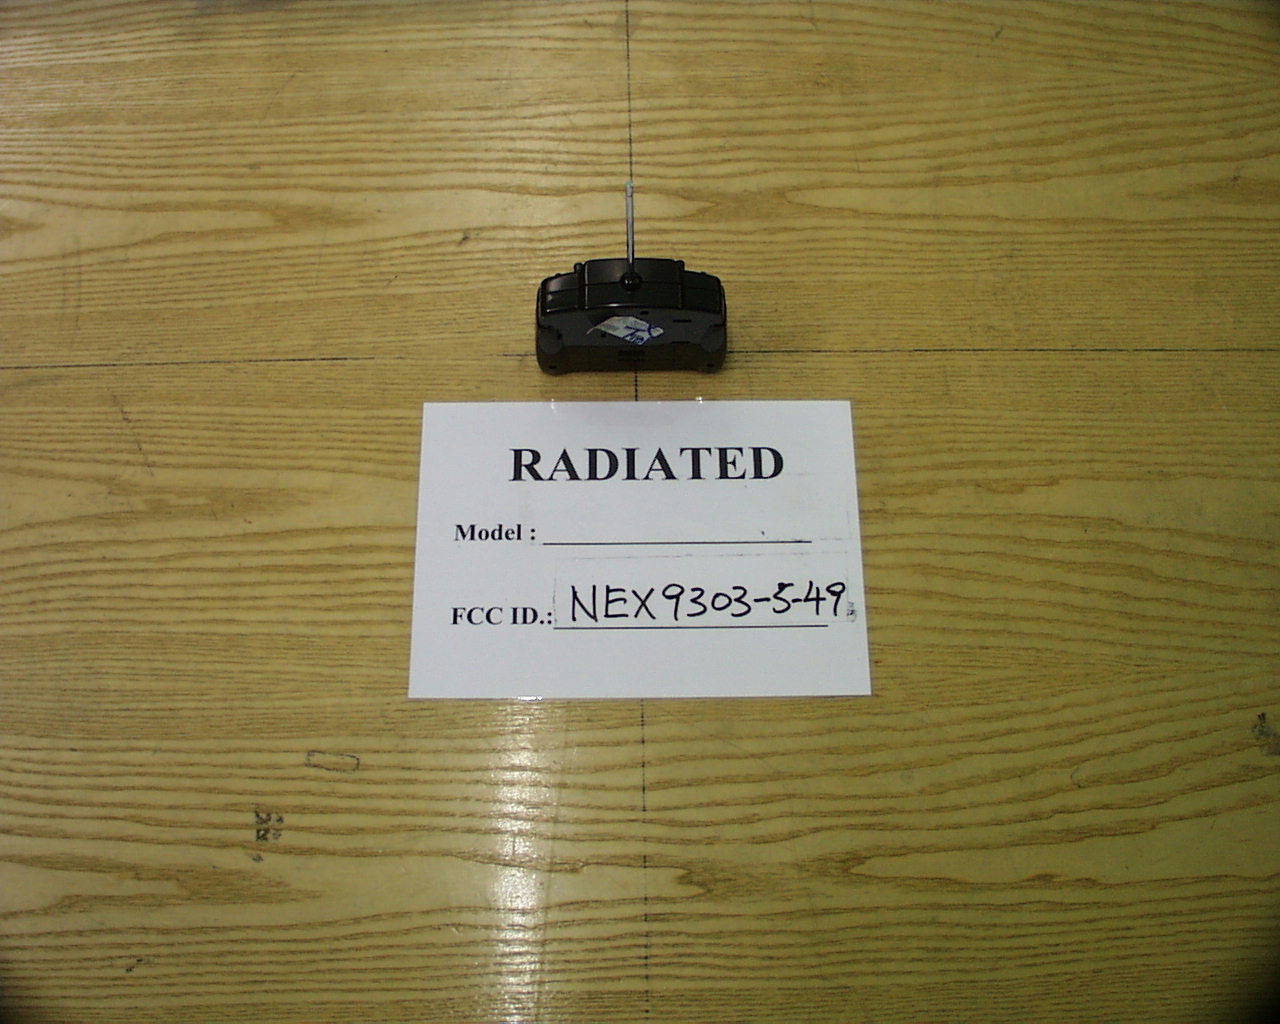 RADIATED
Model :
FCC ID.: NEX9303-5-49